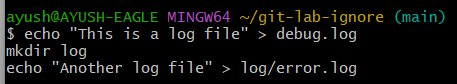 ayush@AYUSH-EAGLE MINGW64 ~/git-lab-ignore (main)
$ echo "This is a log file" > debug.log
mkdir log
echo "Another log file" > log/error.log